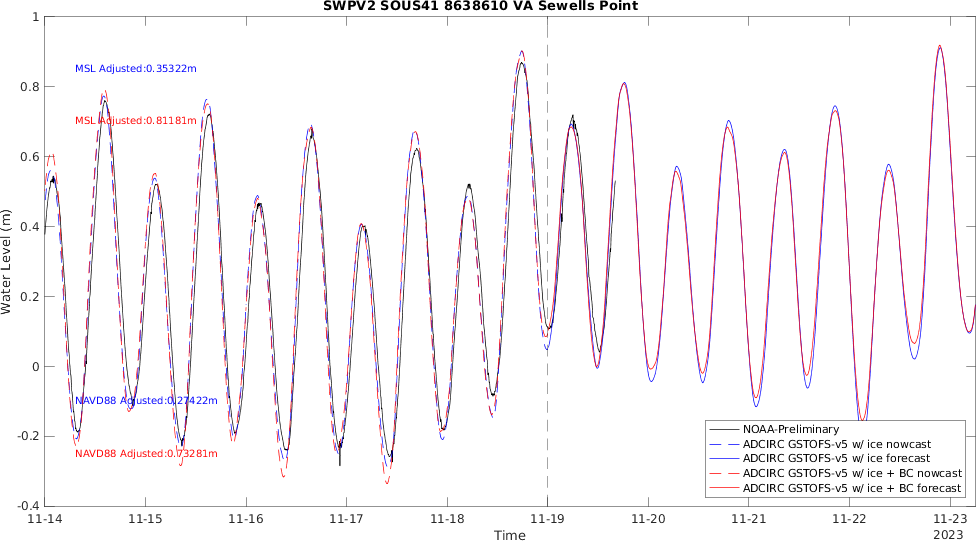 SWPV2 SOUS41 8638610 VA Sewells Point
1
0.8
0.6
0.4
0.2
0
-0.2
-0.4
Water Level (m)
MSL Adjusted:0.35322m
MSL Adjusted:0.81181m
NAVD88 Adjusted:0.27422m
NAVD88 Adjusted:0.73281m
NOAA-Preliminary
ADCIRC GSTOFS-v5 w/ ice nowcast
ADCIRC GSTOFS-v5 w/ ice forecast
ADCIRC GSTOFS-v5 w/ ice + BC nowcast
ADCIRC GSTOFS-v5 w/ ice + BC forecast
11-14 11-15 11-16 11-17 11-18 11-19 11-20 11-21 11-22 11-23
Time
2023